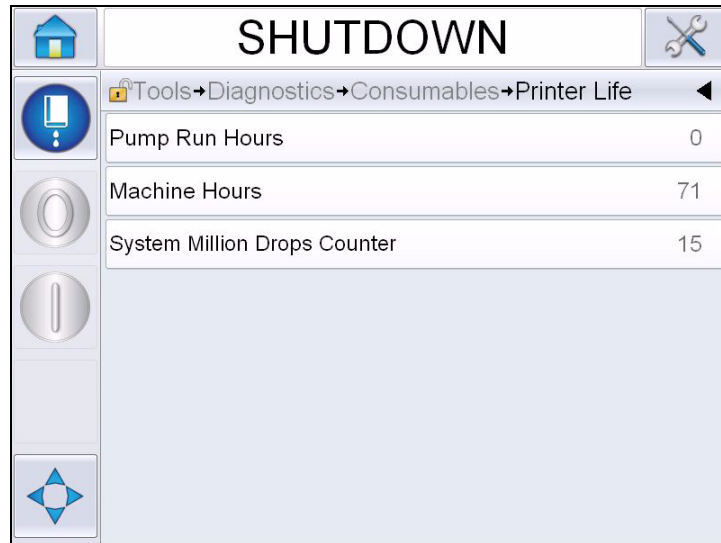 SHUTDOWN
Tools→Diagnostics→Consumables→Printer Life
Pump Run Hours 0
Machine Hours 71
System Million Drops Counter 15